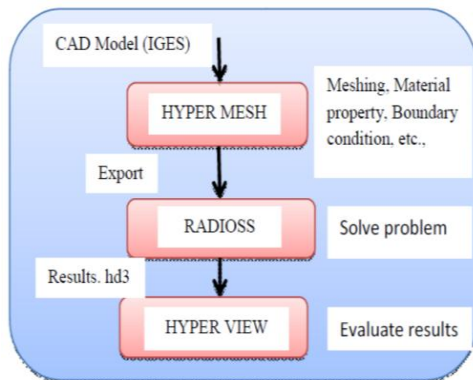 CAD Model (IGES)
HYPER MESH
Meshing, Material
property, Boundary
condition, etc.,
Export
RADIOSS
Solve problem
Results. hd3
HYPER VIEW
Evaluate results